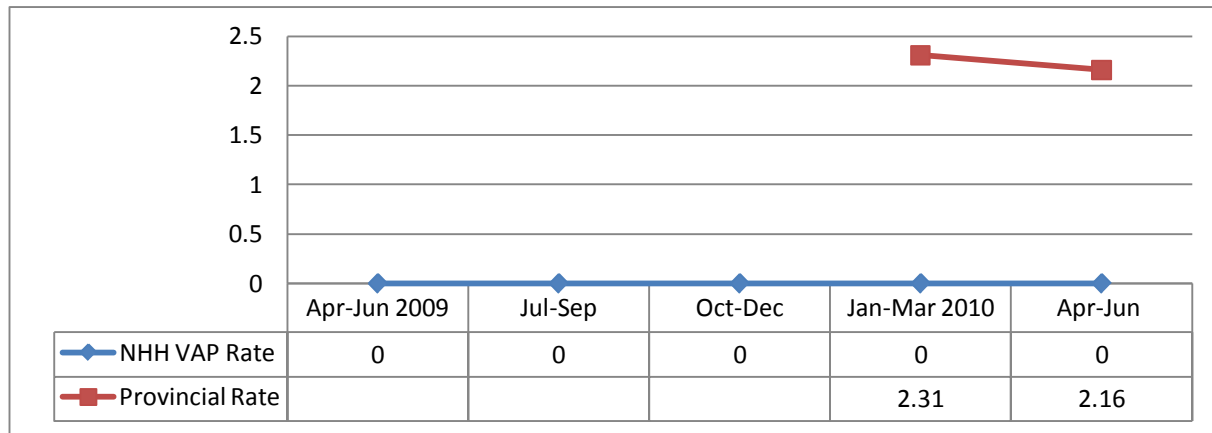 2.5
2
1.5
1
0.5
0
Apr-Jun 2009 Jul-Sep Oct-Dec Jan-Mar 2010 Apr-Jun
NHH VAP Rate 0 0 0 0 0
Provincial Rate 2.31 2.16